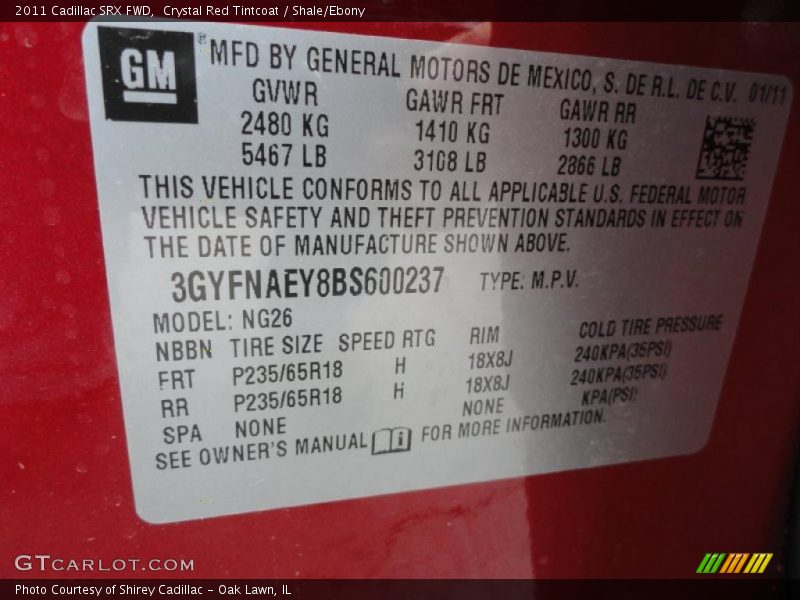 2011 Cadillac SRX FWD,  Crystal Red Tintcoat / Shale/Ebony
GM ® MFD BY GENERAL MOTORS DE MEXICO, S. DE R.L. DE C.V. 01/11
GVWR GAWR FRT GAWR RR
2480 KG 1410 KG 1300 KG
5467 LB 3108 LB 2866 LB
THIS VEHICLE CONFORMS TO ALL APPLICABLE U.S. FEDERAL MOTOR
VEHICLE SAFETY AND THEFT PREVENTION STANDARDS IN EFFECT ON
THE DATE OF MANUFACTURE SHOWN ABOVE.
3GYFNAEY8BS600237 TYPE: M.P.V.
MODEL: NG26
NBBN TIRE SIZE SPEED RTG RIM COLD TIRE PRESSURE
FRT P235/65R18 H 18X8J 240KPA(35PSI)
RR P235/65R18 H 18X8J 240KPA(35PSI)
SPA NONE NONE KPA(PSI)
SEE OWNER'S MANUAL i FOR MORE INFORMATION.
GTCARLOT.COM
Photo Courtesy of Shirey Cadillac – Oak Lawn, IL